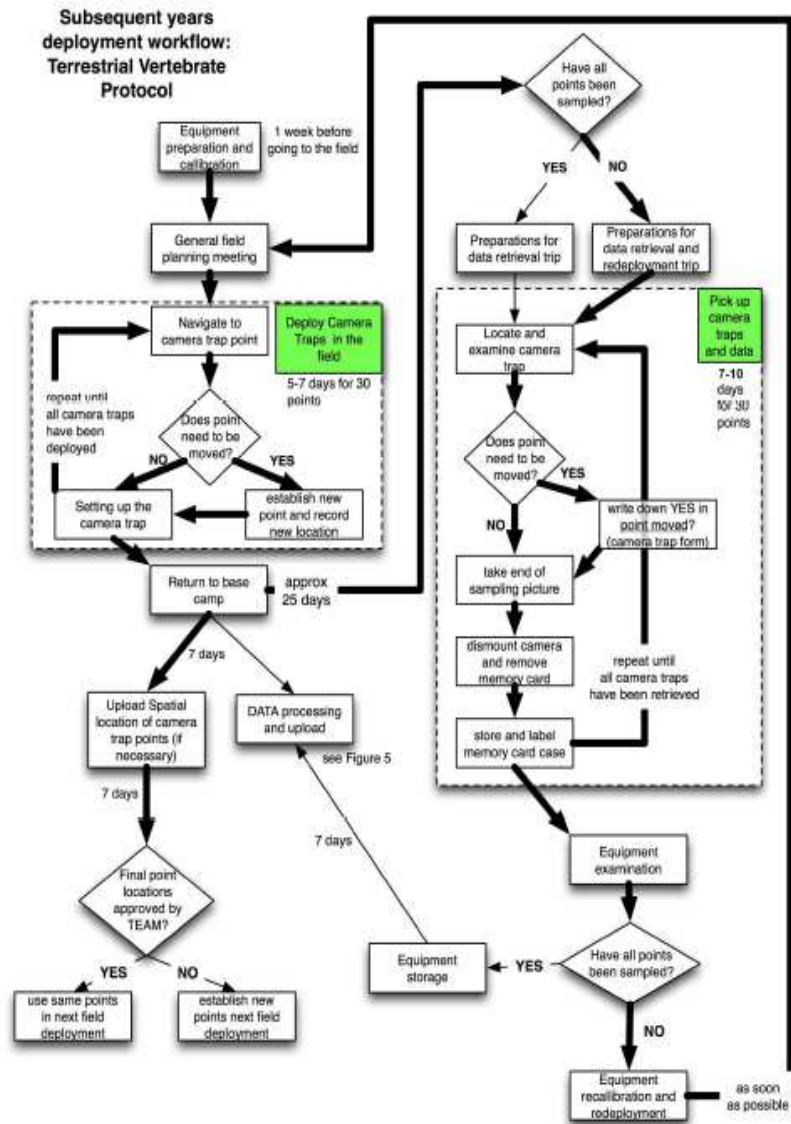 Subsequent years
deployment workflow:
Terrestrial Vertebrate
Protocol
Equipment
preparation and
callibration
1 week before
going to the field
General field
planning meeting
Navigate to
camera trap point
Deploy Camera
Traps in the
field
5-7 days for 30
points
repeat until
all camera traps
have been
deployed
Does point
need to be
moved?
NO
YES
Setting up the
camera trap
establish new
point and record
new location
Return to base
camp
approx
25 days
7 days
Upload Spatial
location of camera
trap points (if
necessary)
DATA processing
and upload
see Figure 5
7 days
7 days
Final point
locations
approved by
TEAM?
YES
NO
use same points
in next field
deployment
establish new
points next field
deployment
Have all
points been
sampled?
YES
NO
Preparations for
data retrieval trip
Preparations for
data retrieval and
redeployment trip
Pick up
camera
traps
and data
7-10
days
for 30
points
Locate and
examine camera
trap
Does point
need to be
moved?
YES
NO
write down YES in
point moved?
(camera trap form)
take end of
sampling picture
dismount camera
and remove
memory card
repeat until
all camera traps
have been retrieved
store and label
memory card case
Equipment
examination
Have all points
been sampled?
YES
Equipment
storage
NO
Equipment
recallibration and
redeployment
as soon
as possible